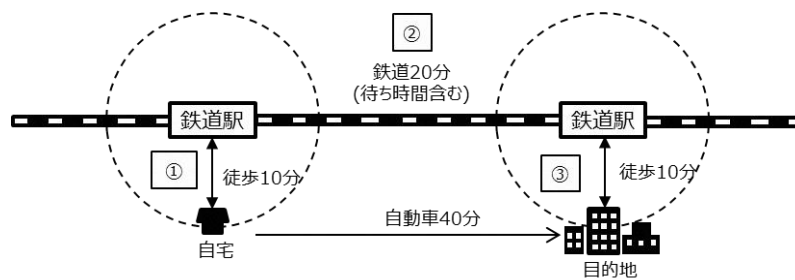 ②
鉄道20分
(待ち時間含む)
鉄道駅
鉄道駅
①
徒歩10分
③
徒歩10分
自動車40分
自宅
目的地